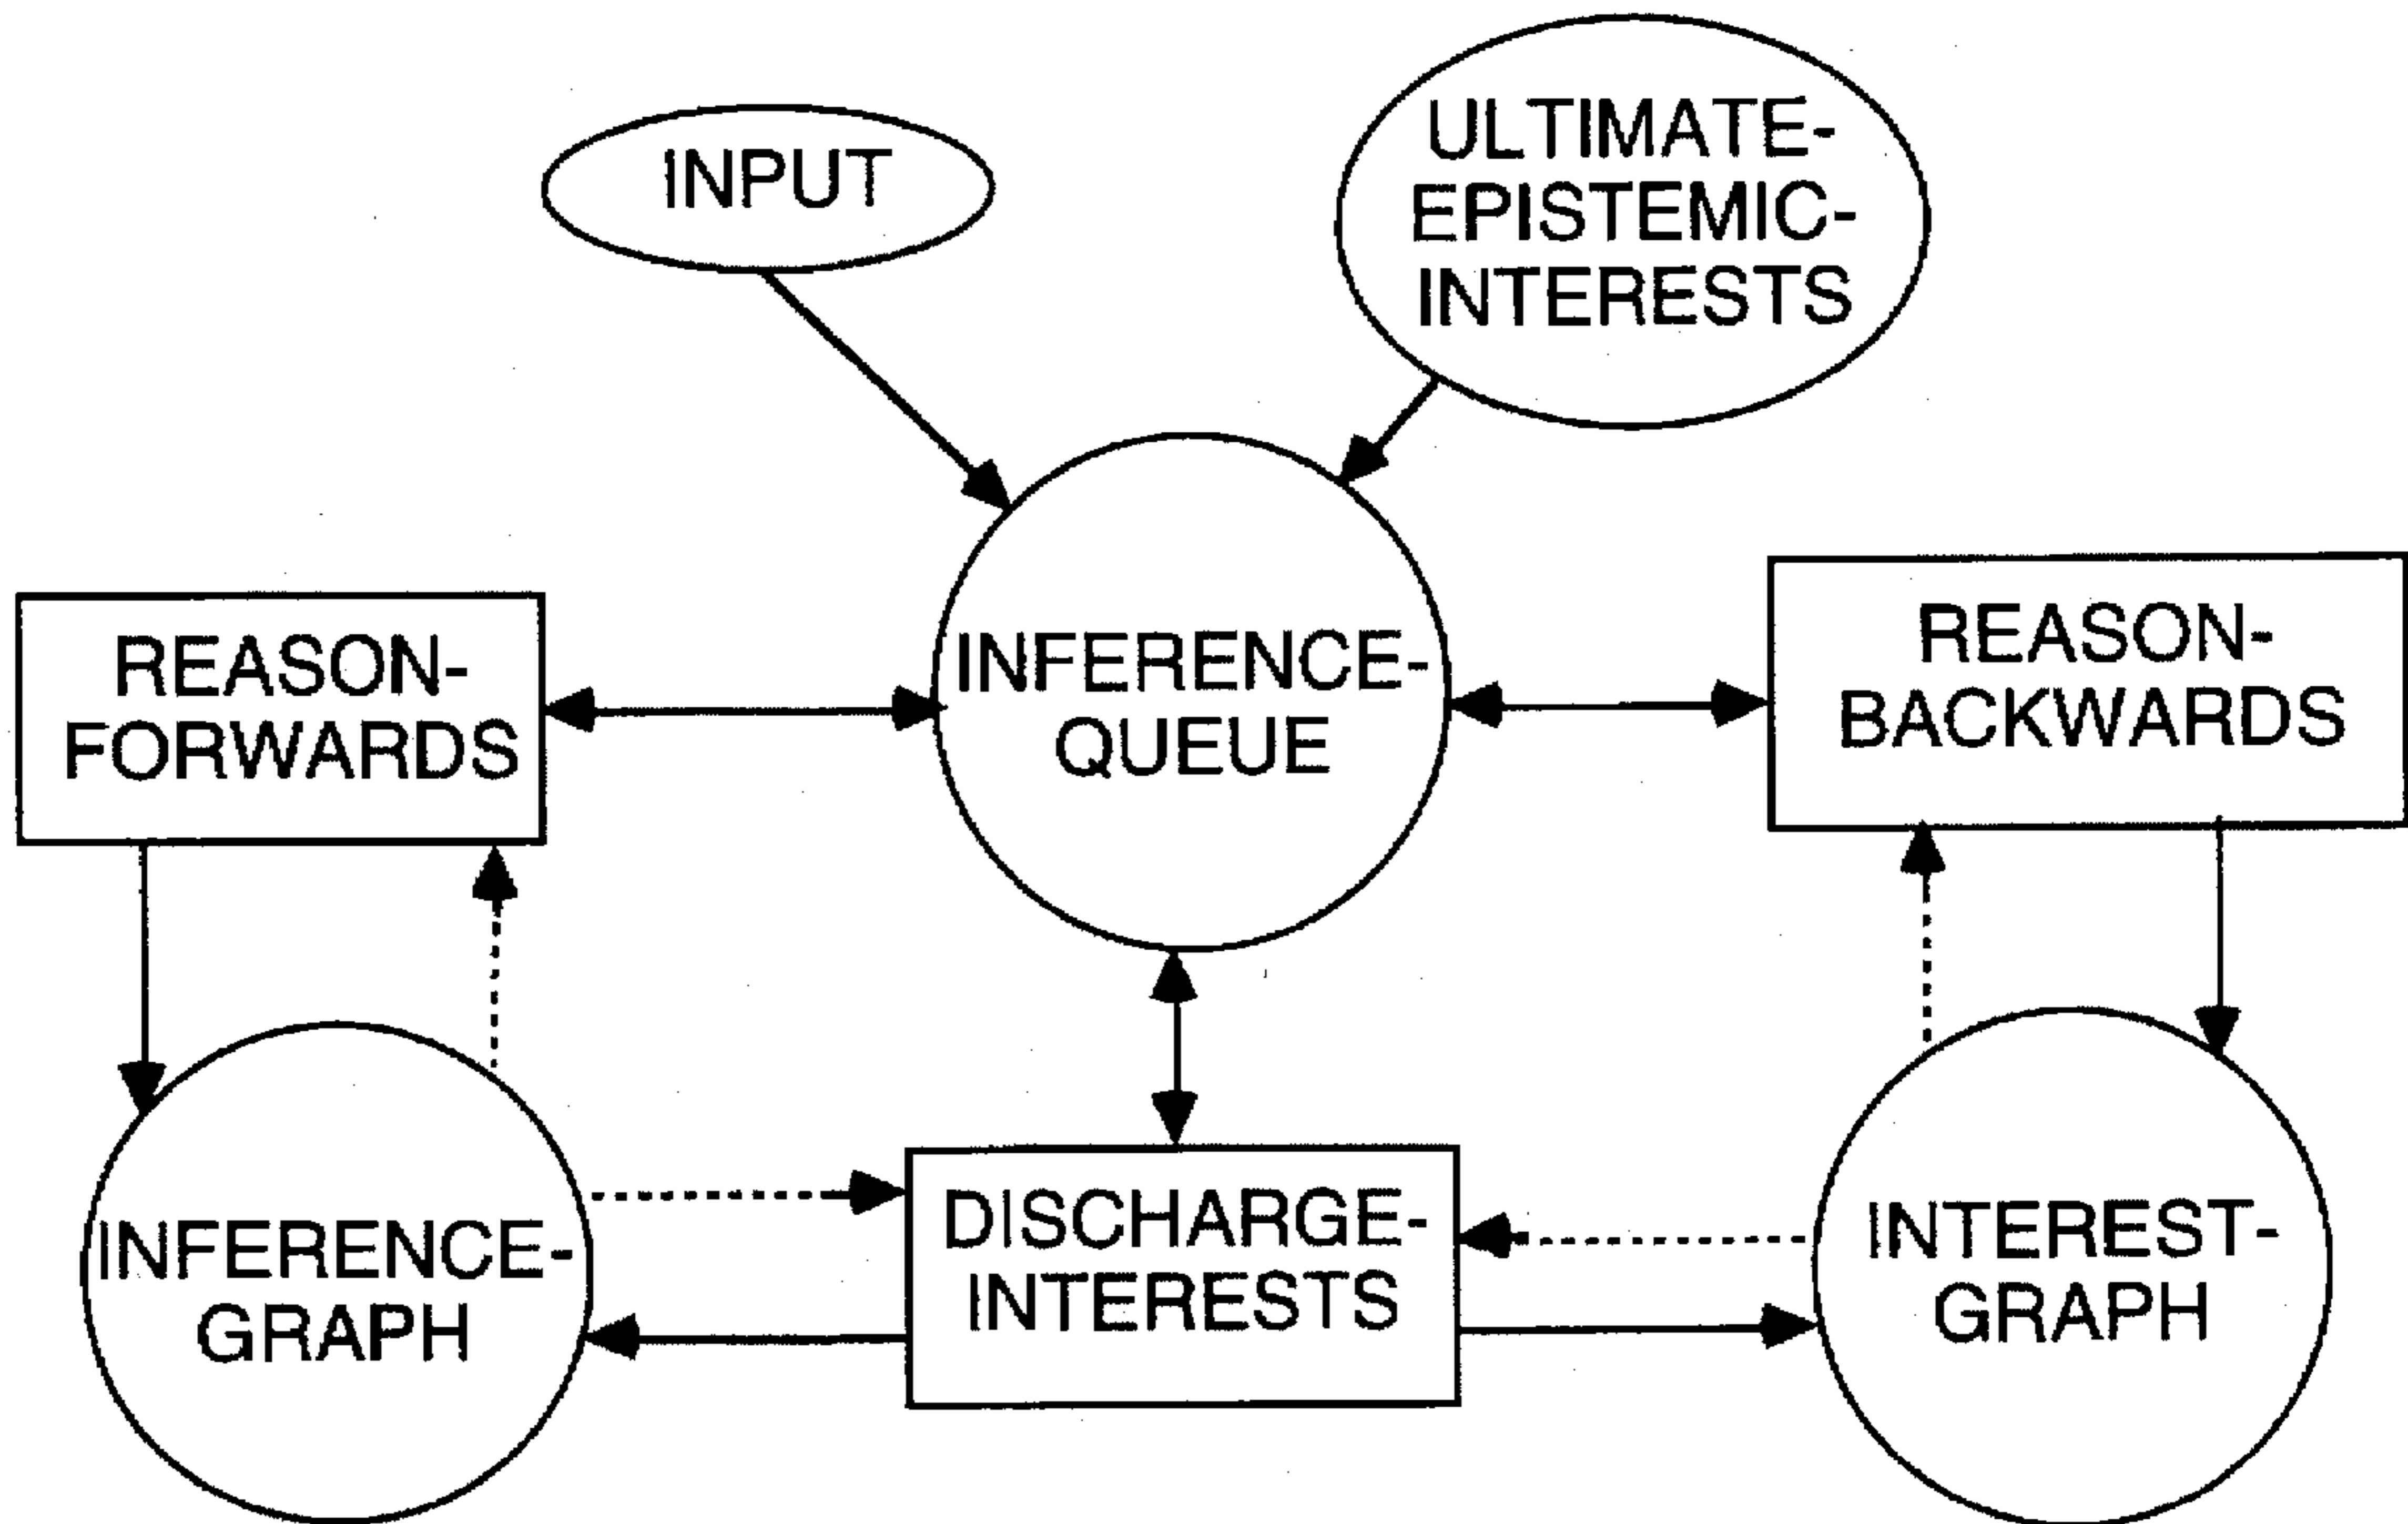 INPUT
ULTIMATE-
EPISTEMIC-
INTERESTS
REASON-
FORWARDS
INFERENCE-
QUEUE
REASON-
BACKWARDS
INFERENCE-
GRAPH
DISCHARGE-
INTERESTS
INTEREST-
GRAPH